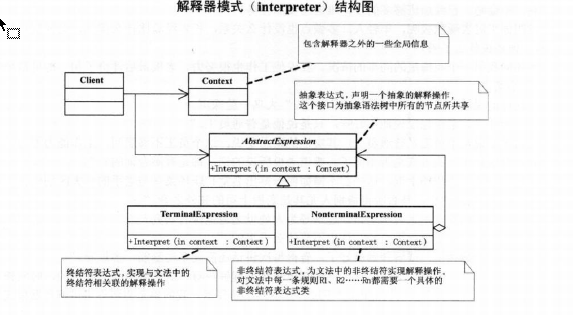 解释器模式（interpreter）结构图
包含解释器之外的一些全局信息
Client
Context
抽象表达式，声明一个抽象的解释操作，
这个接口为抽象语法树中所有的节点所共享
AbstractExpression
+Interpret（in context : Context）
TerminalExpression
+Interpret（in context : Context）
NonterminalExpression
+Interpret（in context : Context）
终结符表达式，实现与文法中的
终结符相关联的解释操作
非终结符表达式，为文法中的非终结符实现解释操作。
对文法中每一条规则R1、R2……Rn都需要一个具体的
非终结符表达式类